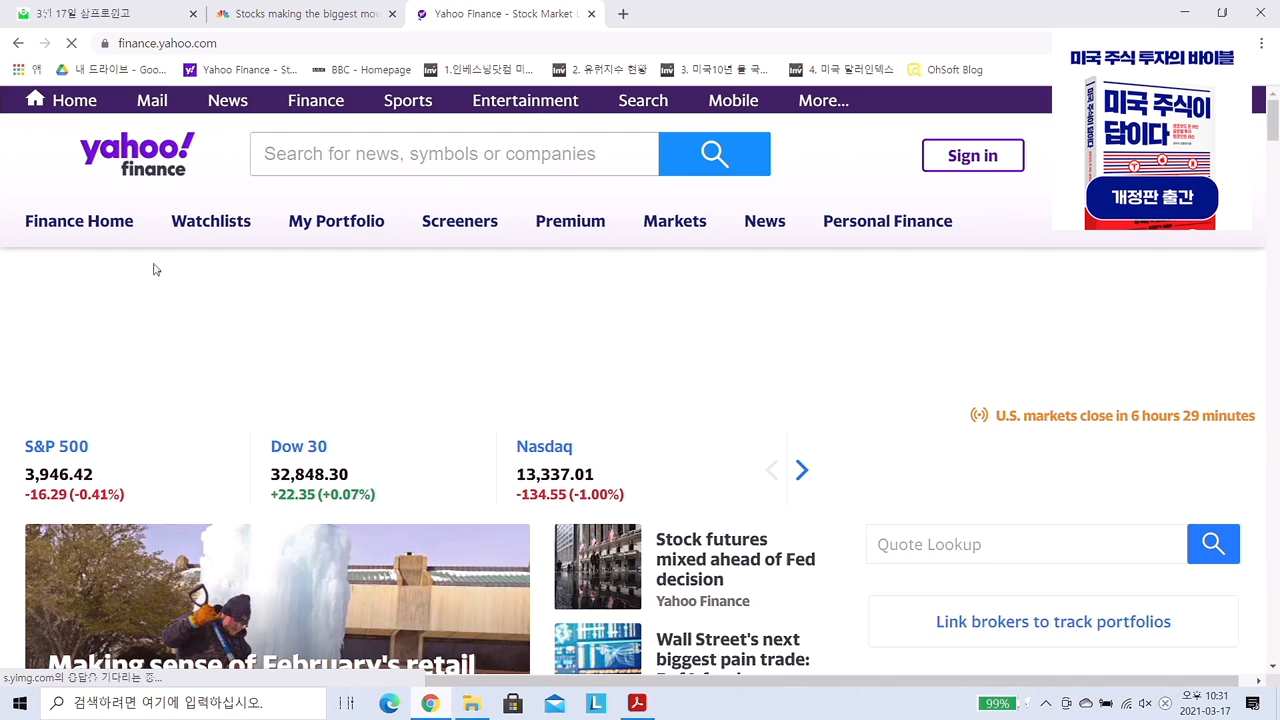 3월 17일 삼프로원고
Stocks making the biggest mov
Yahoo Finance - Stock Market L
finance.yahoo.com
앱
내 드라이브 - Goo...
Yahoo Finance - St...
BBC - Homepage
1.인베스팅닷컴 미...
2. 유럽지수 현황
3. 미국10년 물 국...
4. 미국 달러인덱스
OhSoft Blog
미국 주식 투자의 바이블
미국 주식이
답이다
개정판 출간
Home
Mail
News
Finance
Sports
Entertainment
Search
Mobile
More...
yahoo!
finance
Search for news, symbols or companies
Sign in
Finance Home
Watchlists
My Portfolio
Screeners
Premium
Markets
News
Personal Finance
U.S. markets close in 6 hours 29 minutes
S&P 500
3,946.42
-16.29 (-0.41%)
Dow 30
32,848.30
+22.35 (+0.07%)
Nasdaq
13,337.01
-134.55 (-1.00%)
Making sense of February's retail
Stock futures
mixed ahead of Fed
decision
Yahoo Finance
Wall Street's next
biggest pain trade:
Quote Lookup
Link brokers to track portfolios
s.yimg.com의 응답을 기다리는 중...
검색하려면 여기에 입력하십시오.
99%
오후 10:31
2021-03-17